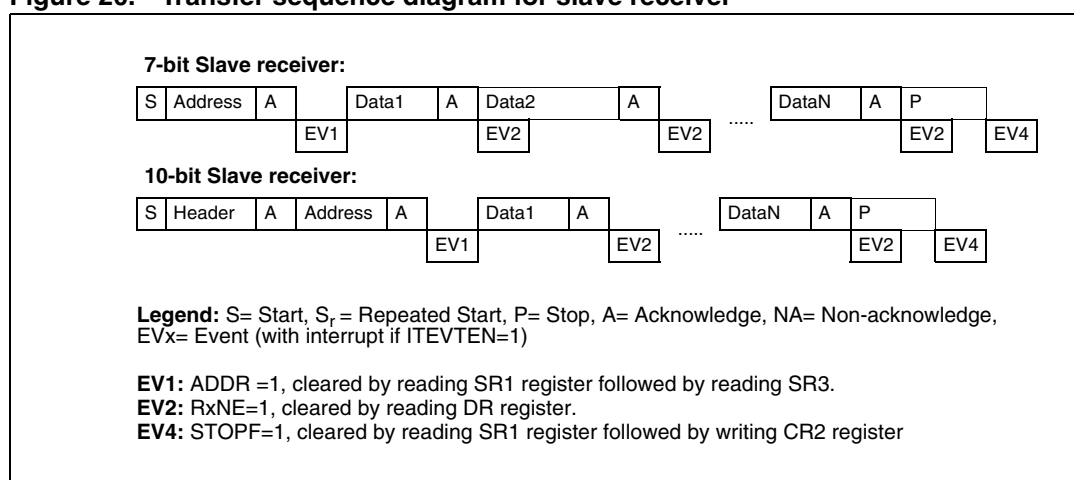 Figure 26. Transfer sequence diagram for slave receiver
7-bit Slave receiver:
S Address A Data1 A Data2 A DataN A P
EV1 EV2 EV2 ..... EV2 EV4
10-bit Slave receiver:
S Header A Address A Data1 A DataN A P
EV1 EV2 ..... EV2 EV4
Legend: S= Start, Sr = Repeated Start, P= Stop, A= Acknowledge, NA= Non-acknowledge,
EVx= Event (with interrupt if ITEVTEN=1)
EV1: ADDR =1, cleared by reading SR1 register followed by reading SR3.
EV2: RxNE=1, cleared by reading DR register.
EV4: STOPF=1, cleared by reading SR1 register followed by writing CR2 register